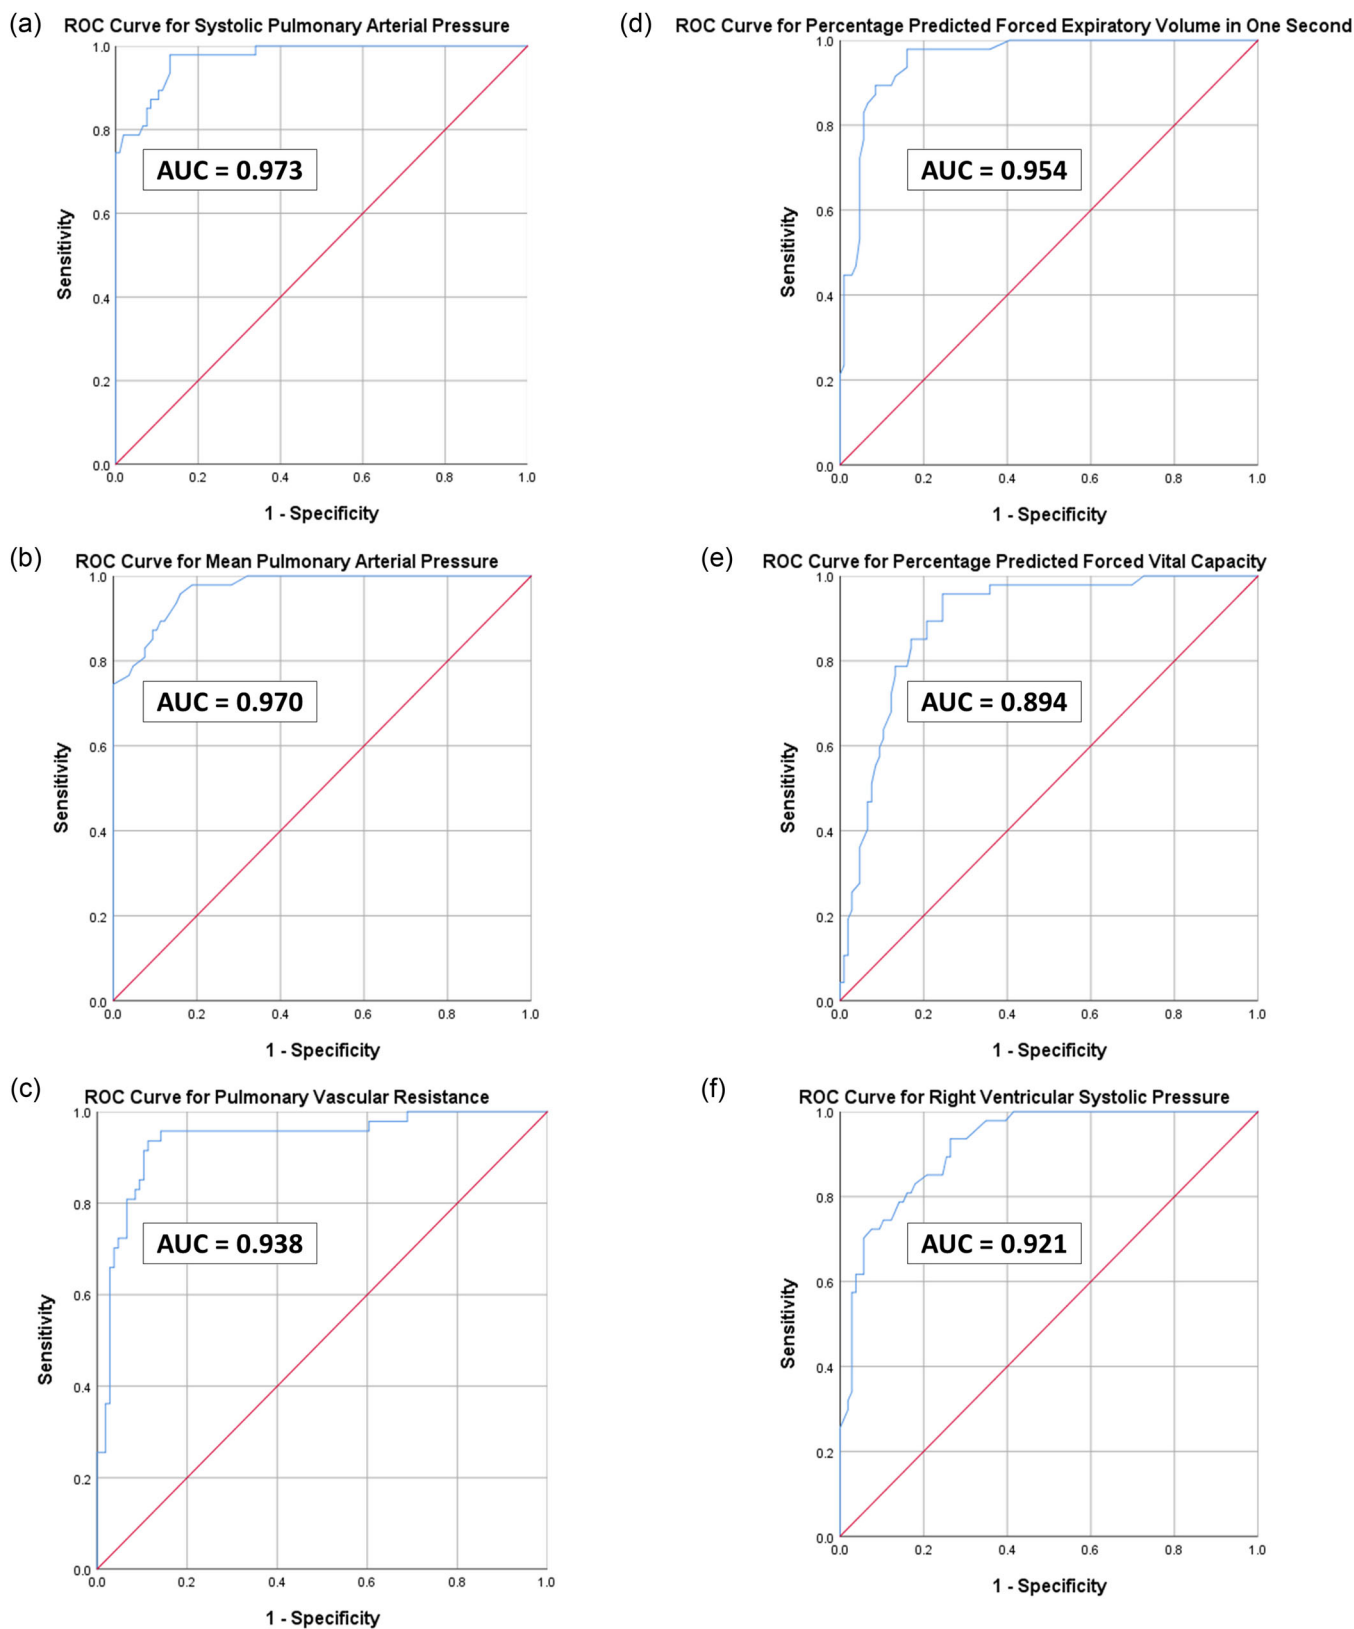 (a)
ROC Curve for Systolic Pulmonary Arterial Pressure
1.0
0.8
0.6
0.4
0.2
0.0
Sensitivity
AUC = 0.973
0.0 0.2 0.4 0.6 0.8 1.0
1 - Specificity
(d)
ROC Curve for Percentage Predicted Forced Expiratory Volume in One Second
1.0
0.8
0.6
0.4
0.2
0.0
Sensitivity
AUC = 0.954
0.0 0.2 0.4 0.6 0.8 1.0
1 - Specificity
(b)
ROC Curve for Mean Pulmonary Arterial Pressure
1.0
0.8
0.6
0.4
0.2
0.0
Sensitivity
AUC = 0.970
0.0 0.2 0.4 0.6 0.8 1.0
1 - Specificity
(e)
ROC Curve for Percentage Predicted Forced Vital Capacity
1.0
0.8
0.6
0.4
0.2
0.0
Sensitivity
AUC = 0.894
0.0 0.2 0.4 0.6 0.8 1.0
1 - Specificity
(c)
ROC Curve for Pulmonary Vascular Resistance
1.0
0.8
0.6
0.4
0.2
0.0
Sensitivity
AUC = 0.938
0.0 0.2 0.4 0.6 0.8 1.0
1 - Specificity
(f)
ROC Curve for Right Ventricular Systolic Pressure
1.0
0.8
0.6
0.4
0.2
0.0
Sensitivity
AUC = 0.921
0.0 0.2 0.4 0.6 0.8 1.0
1 - Specificity